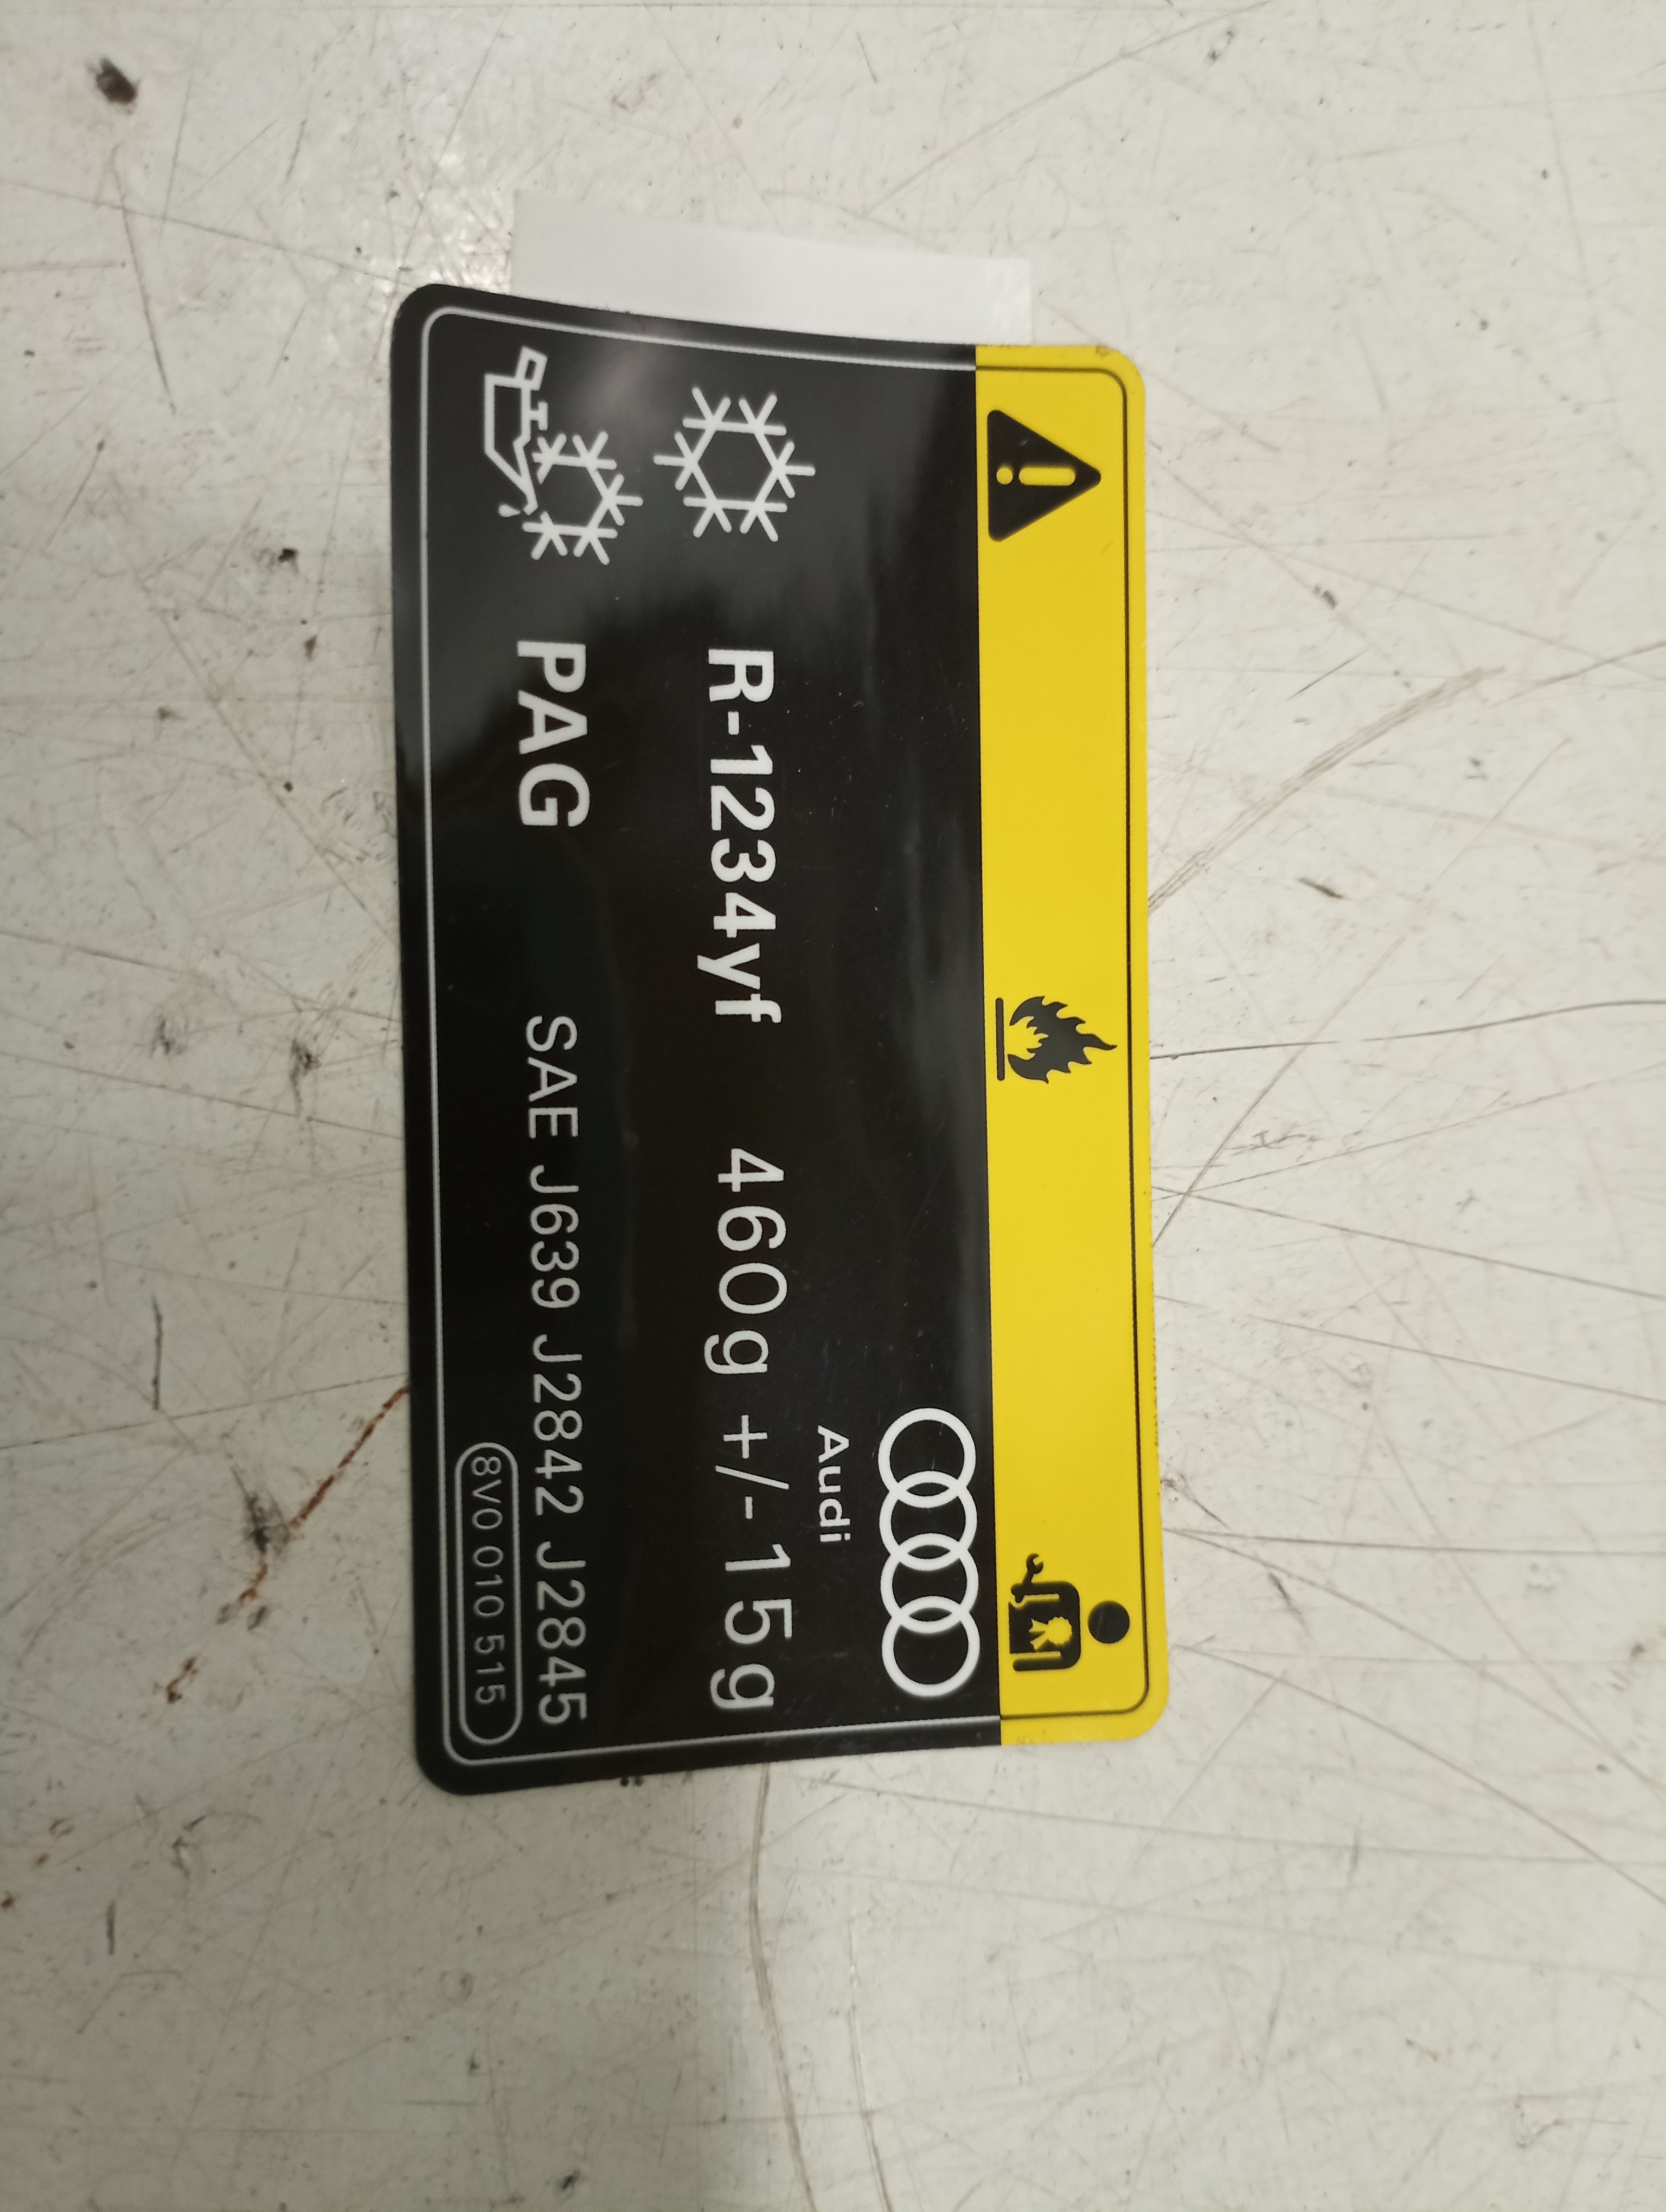 Audi
R-1234yf 460g +/-15g
PAG SAE J639 J2842 J2845
8V0 010 515